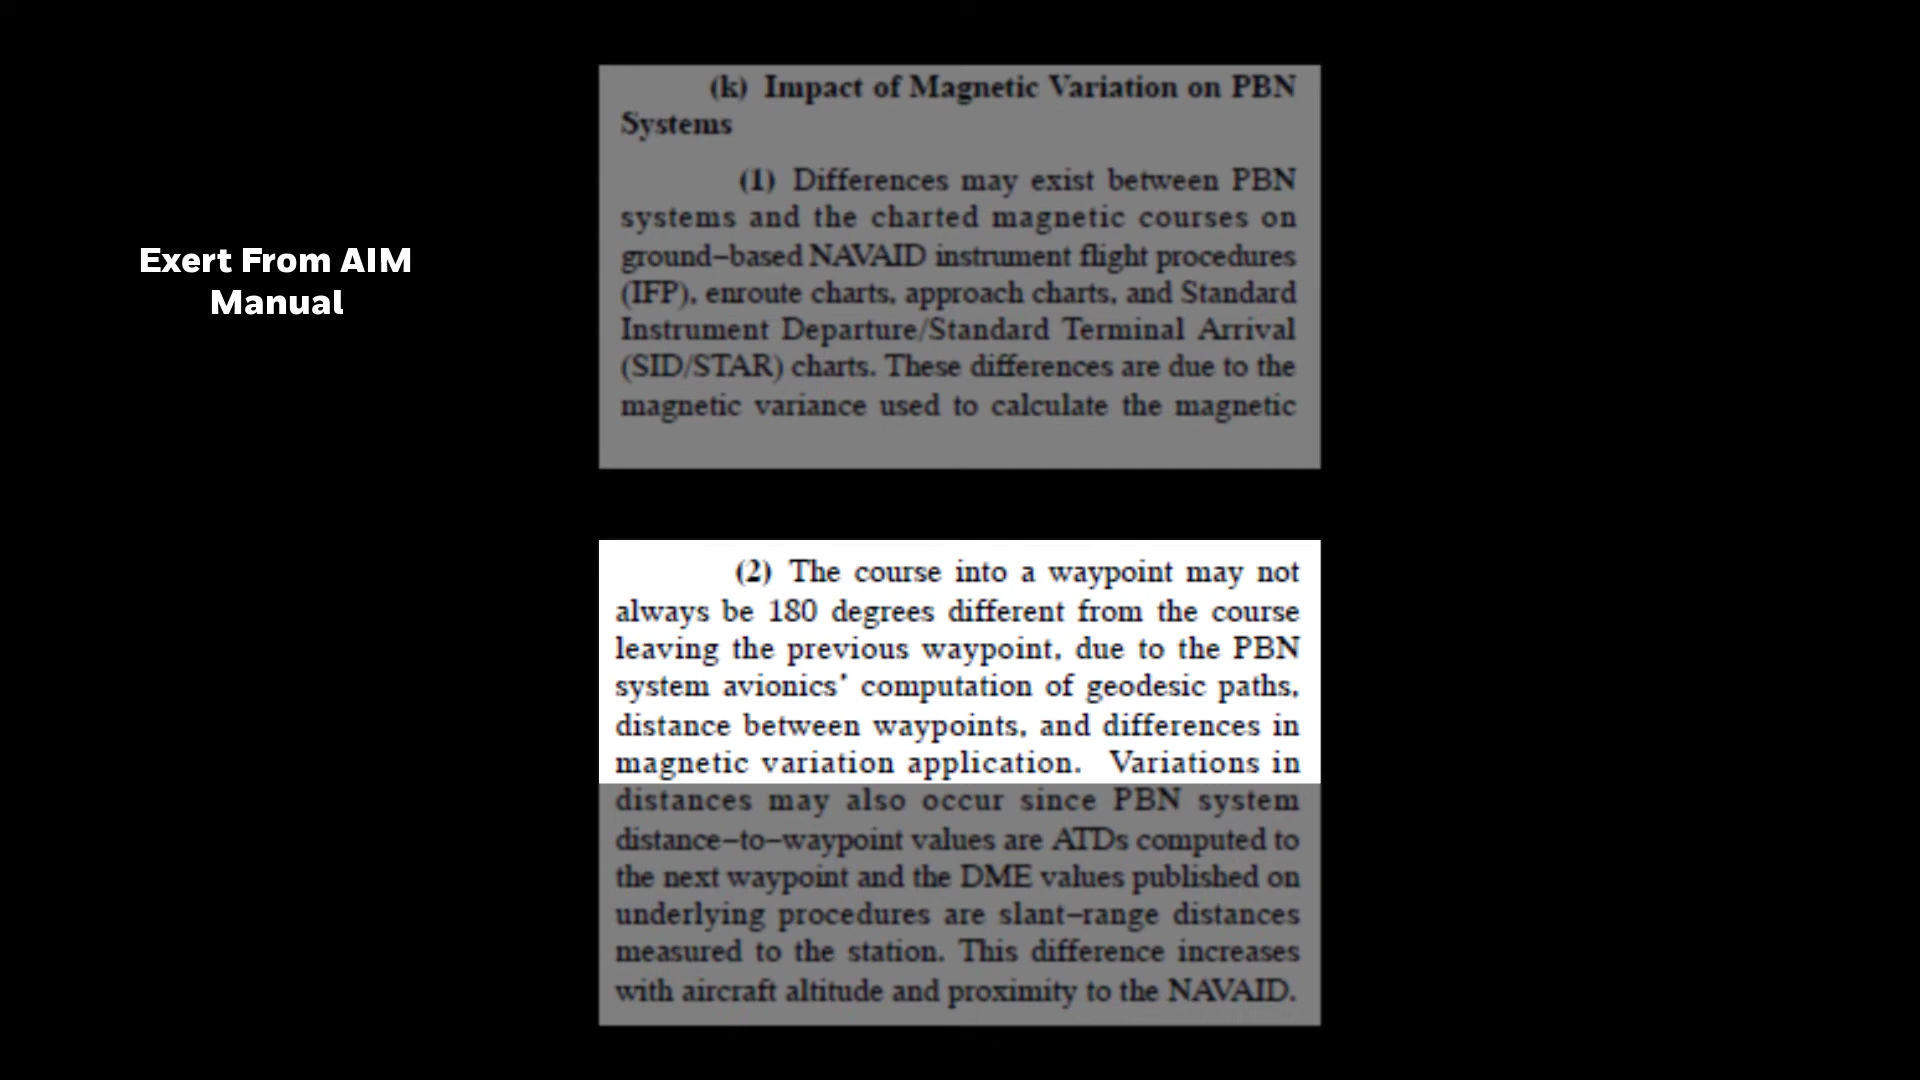 Exert From AIM
Manual
(k) Impact of Magnetic Variation on PBN
Systems
(1) Differences may exist between PBN
systems and the charted magnetic courses on
ground–based NAVAID instrument flight procedures
(IFP), enroute charts, approach charts, and Standard
Instrument Departure/Standard Terminal Arrival
(SID/STAR) charts. These differences are due to the
magnetic variance used to calculate the magnetic
(2) The course into a waypoint may not
always be 180 degrees different from the course
leaving the previous waypoint, due to the PBN
system avionics’ computation of geodesic paths,
distance between waypoints, and differences in
magnetic variation application. Variations in
distances may also occur since PBN system
distance–to–waypoint values are ATDs computed to
the next waypoint and the DME values published on
underlying procedures are slant–range distances
measured to the station. This difference increases
with aircraft altitude and proximity to the NAVAID.